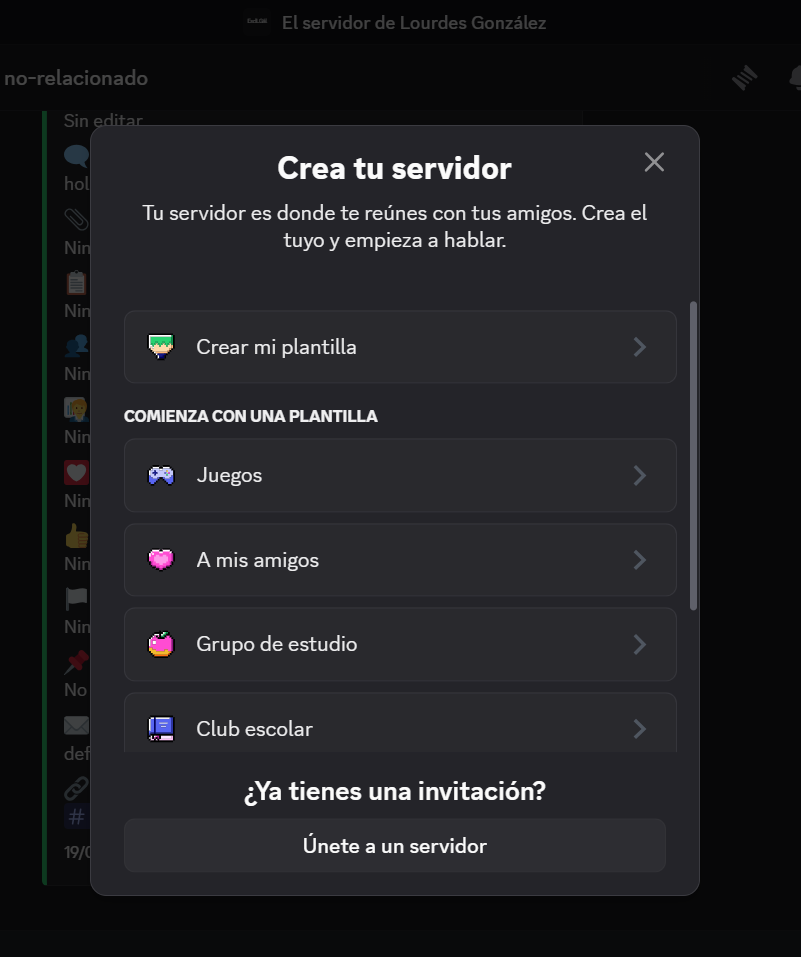 El servidor de Lourdes González
no-relacionado
Sin editar
Crea tu servidor
Tu servidor es donde te reúnes con tus amigos. Crea el
tuyo y empieza a hablar.
Crear mi plantilla
COMIENZA CON UNA PLANTILLA
Juegos
A mis amigos
Grupo de estudio
Club escolar
¿Ya tienes una invitación?
Únete a un servidor
hol
Nin
Nin
Nin
Nin
Nin
Nin
Nin
No
def
#
19/0